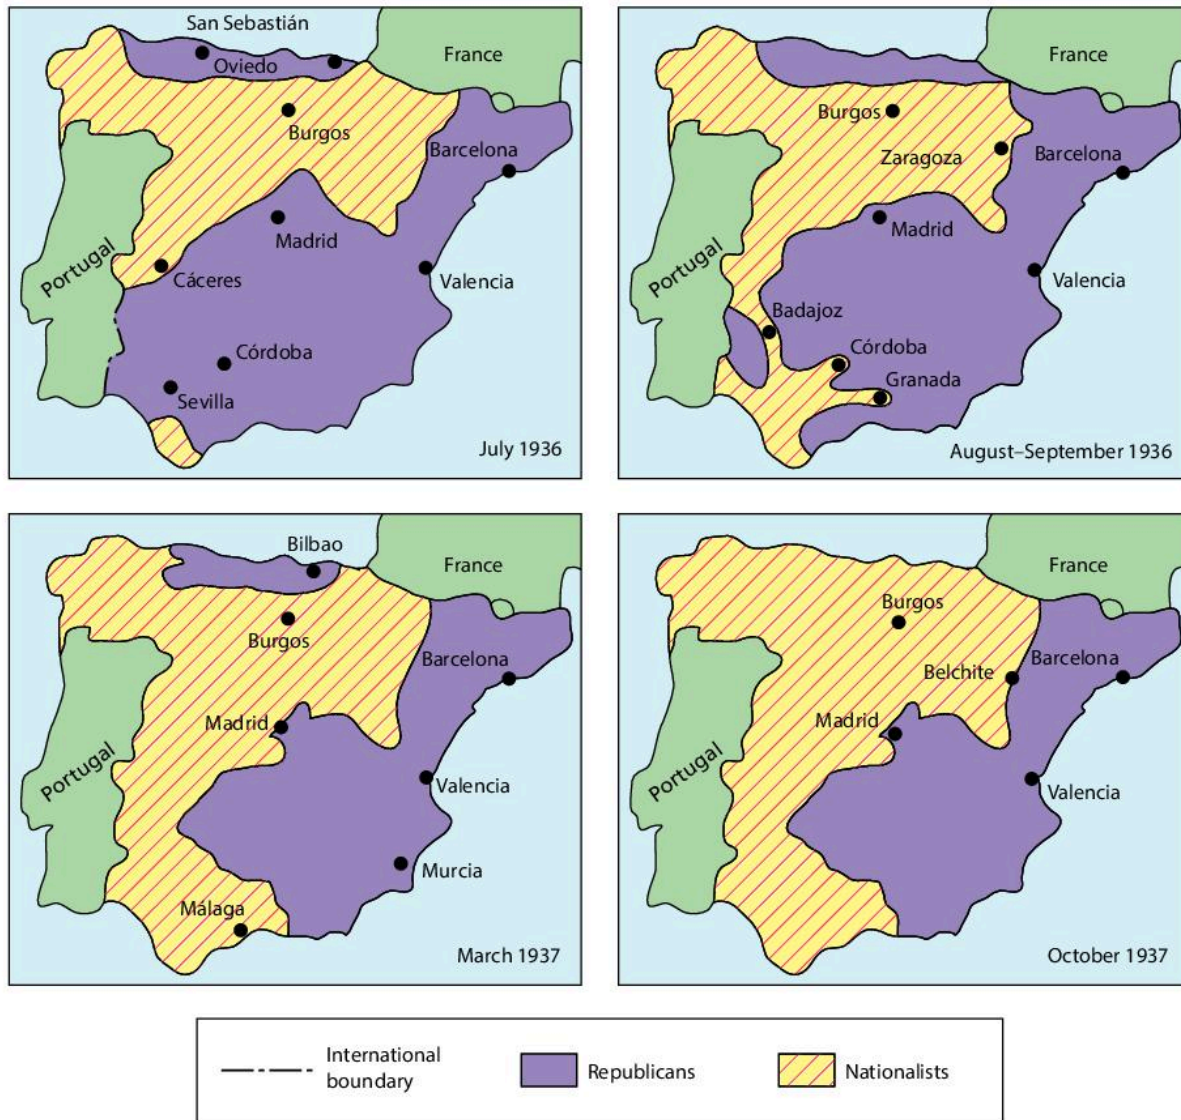 San Sebastián
Oviedo
France
Burgos
Barcelona
Madrid
Portugal
Cáceres
Valencia
Córdoba
Sevilla
July 1936
France
Burgos
Zaragoza
Barcelona
Madrid
Portugal
Valencia
Badajoz
Córdoba
Granada
August–September 1936
Bilbao
France
Burgos
Barcelona
Madrid
Portugal
Valencia
Murcia
Málaga
March 1937
France
Burgos
Belchite
Barcelona
Madrid
Portugal
Valencia
October 1937
International
boundary
Republicans
Nationalists